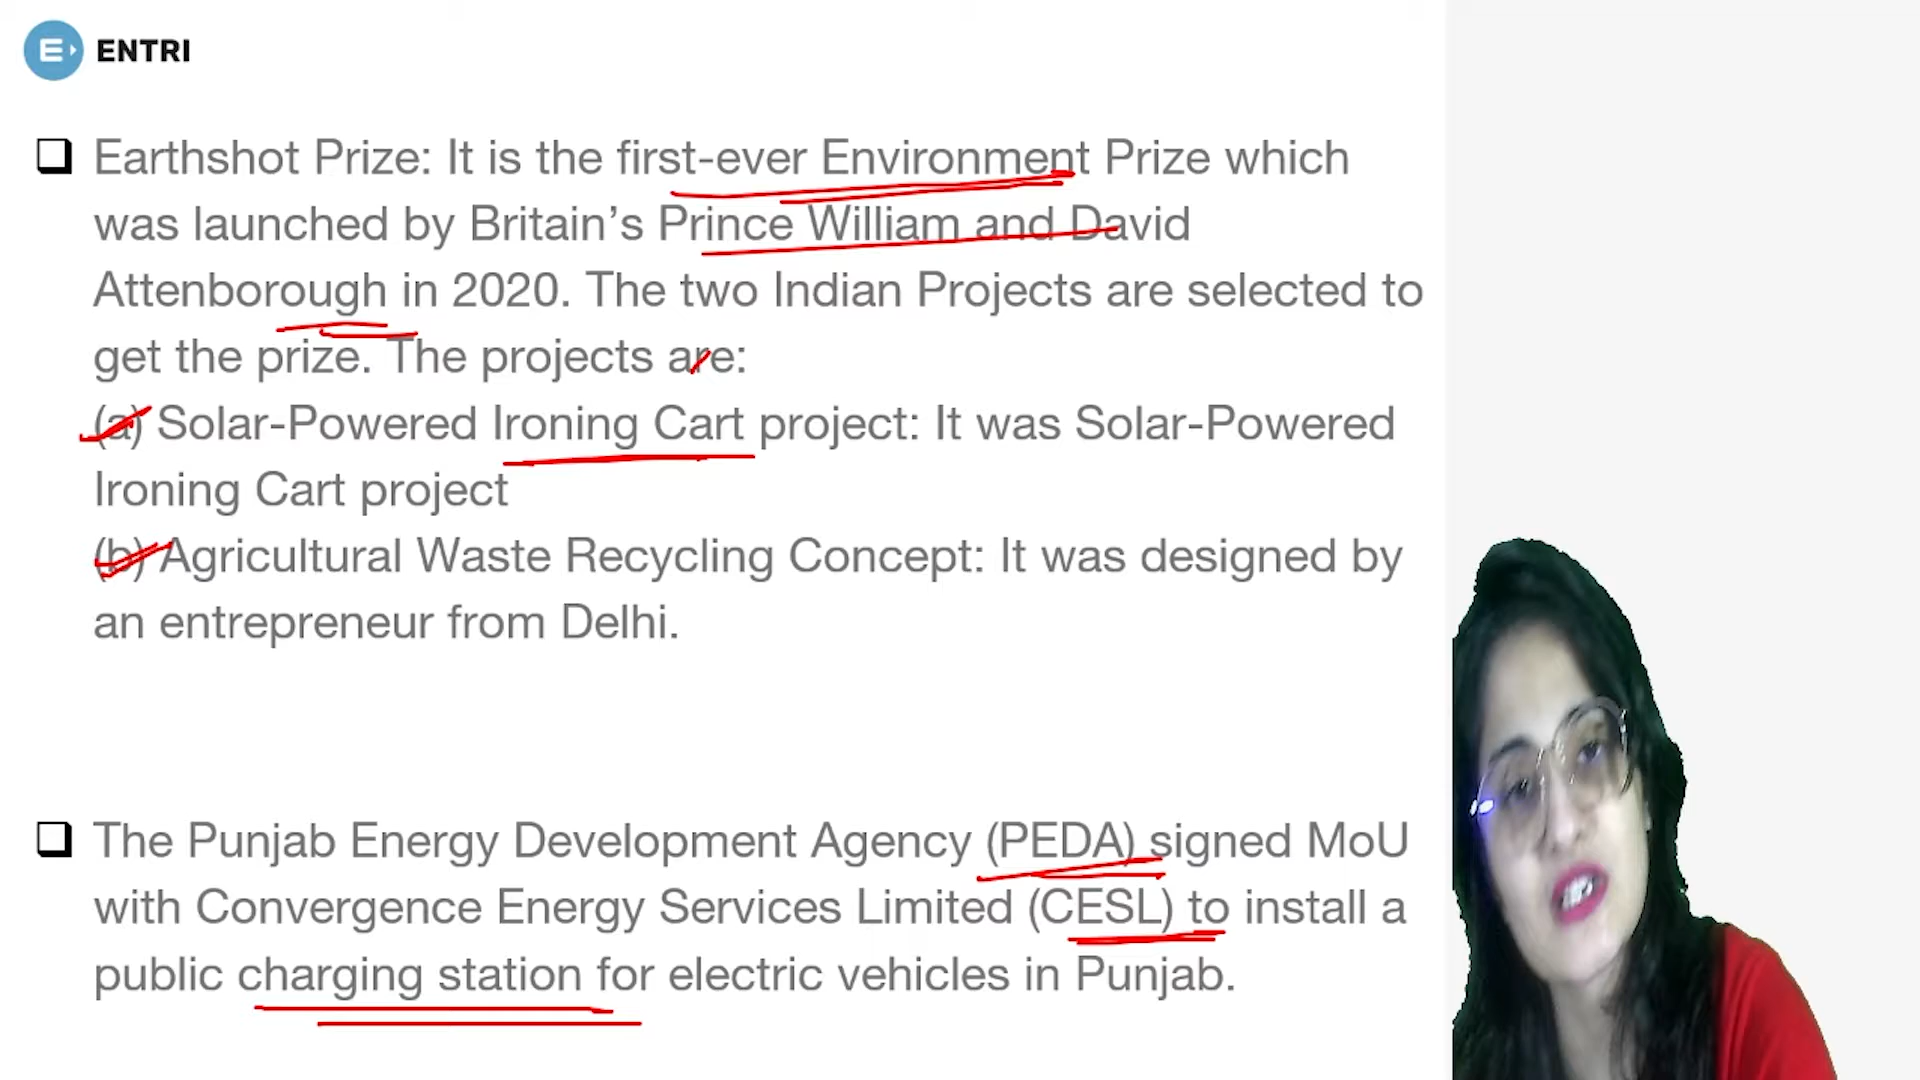 ENTRI
Earthshot Prize: It is the first-ever Environment Prize which
was launched by Britain’s Prince William and David
Attenborough in 2020. The two Indian Projects are selected to
get the prize. The projects are:
(a) Solar-Powered Ironing Cart project: It was Solar-Powered
Ironing Cart project
(b) Agricultural Waste Recycling Concept: It was designed by
an entrepreneur from Delhi.
The Punjab Energy Development Agency (PEDA) signed MoU
with Convergence Energy Services Limited (CESL) to install a
public charging station for electric vehicles in Punjab.